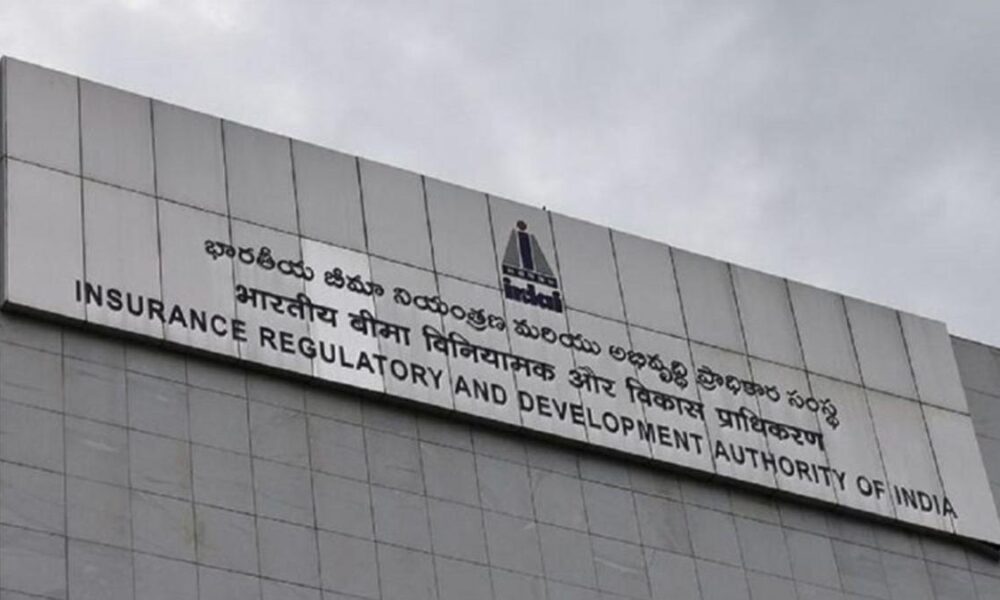 irdai
భారతీయ బీమా నియంత్రణ మరియు అభివృద్ధి ప్రాధికార సంస్థ
भारतीय बीमा विनियामक और विकास प्राधिकरण
INSURANCE REGULATORY AND DEVELOPMENT AUTHORITY OF INDIA